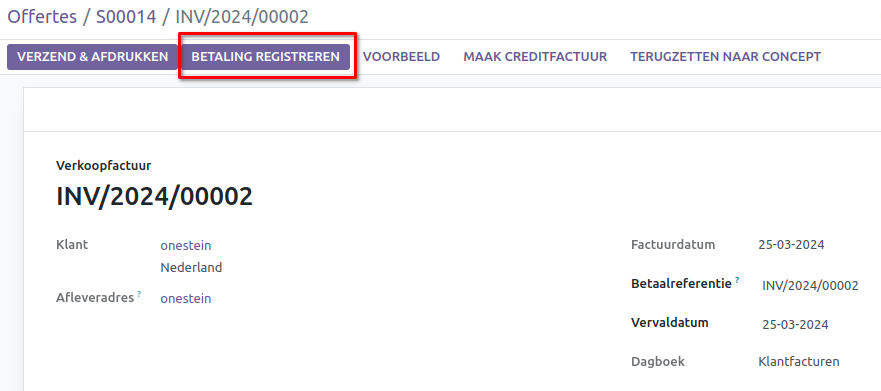 Offertes / S00014 / INV/2024/00002
VERZEND & AFDRUKKEN BETALING REGISTREREN VOORBEELD MAAK CREDITFACTUUR TERUGZETTEN NAAR CONCEPT
Verkoopfactuur
INV/2024/00002
Klant onestein
Nederland
Afleveradres ? onestein
Factuurdatum 25-03-2024
Betaalreferentie ? INV/2024/00002
Vervaldatum 25-03-2024
Dagboek Klantfacturen